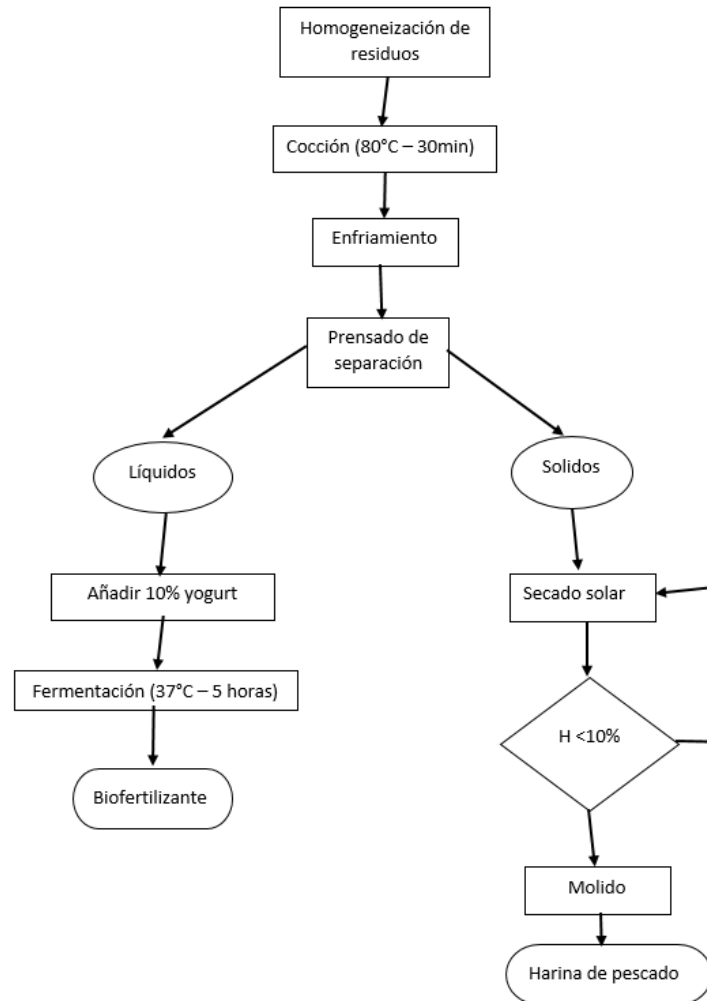 Homogeneización de
residuos
Cocción (80°C – 30min)
Enfriamiento
Prensado de
separación
Líquidos
Solidos
Añadir 10% yogurt
Secado solar
Fermentación (37°C – 5 horas)
H <10%
Biofertilizante
Molido
Harina de pescado